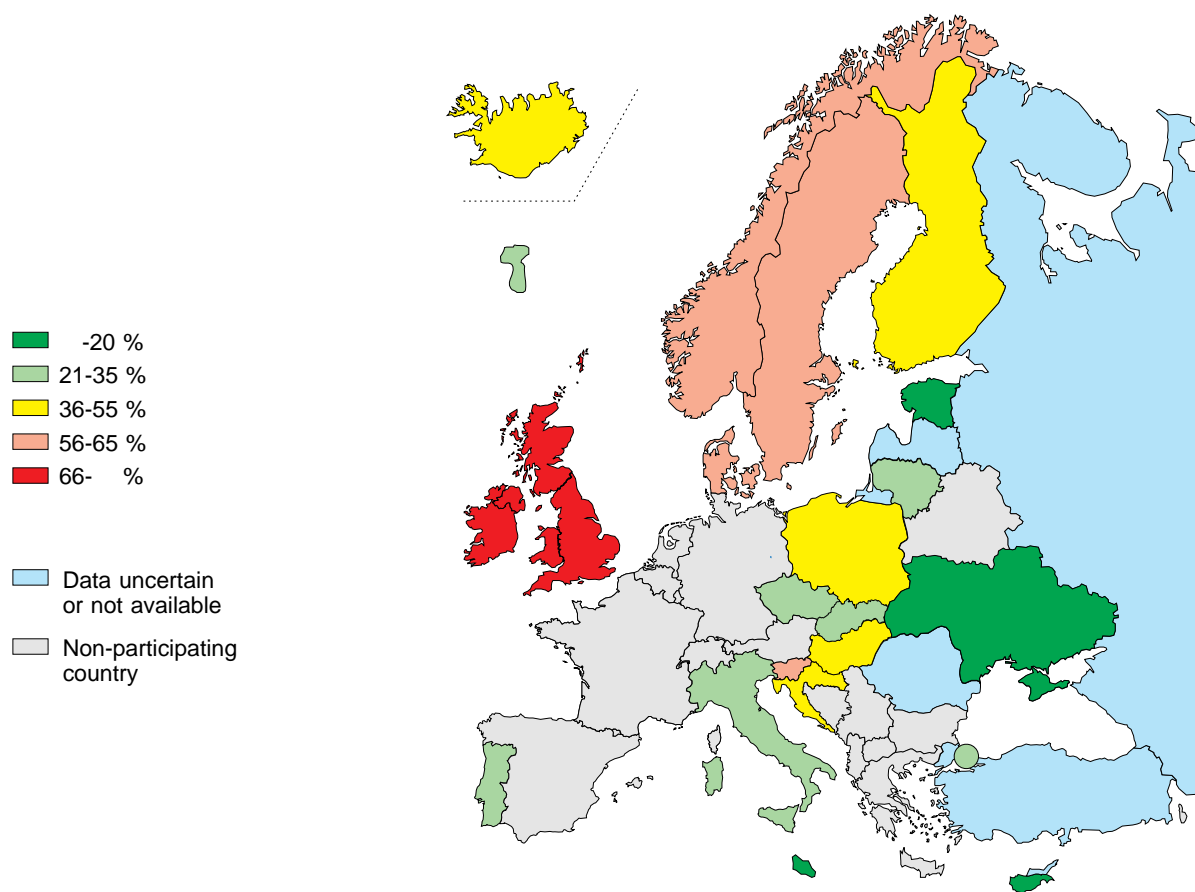 -20 %
21-35 %
36-55 %
56-65 %
66- %
Data uncertain
or not available
Non-participating
country